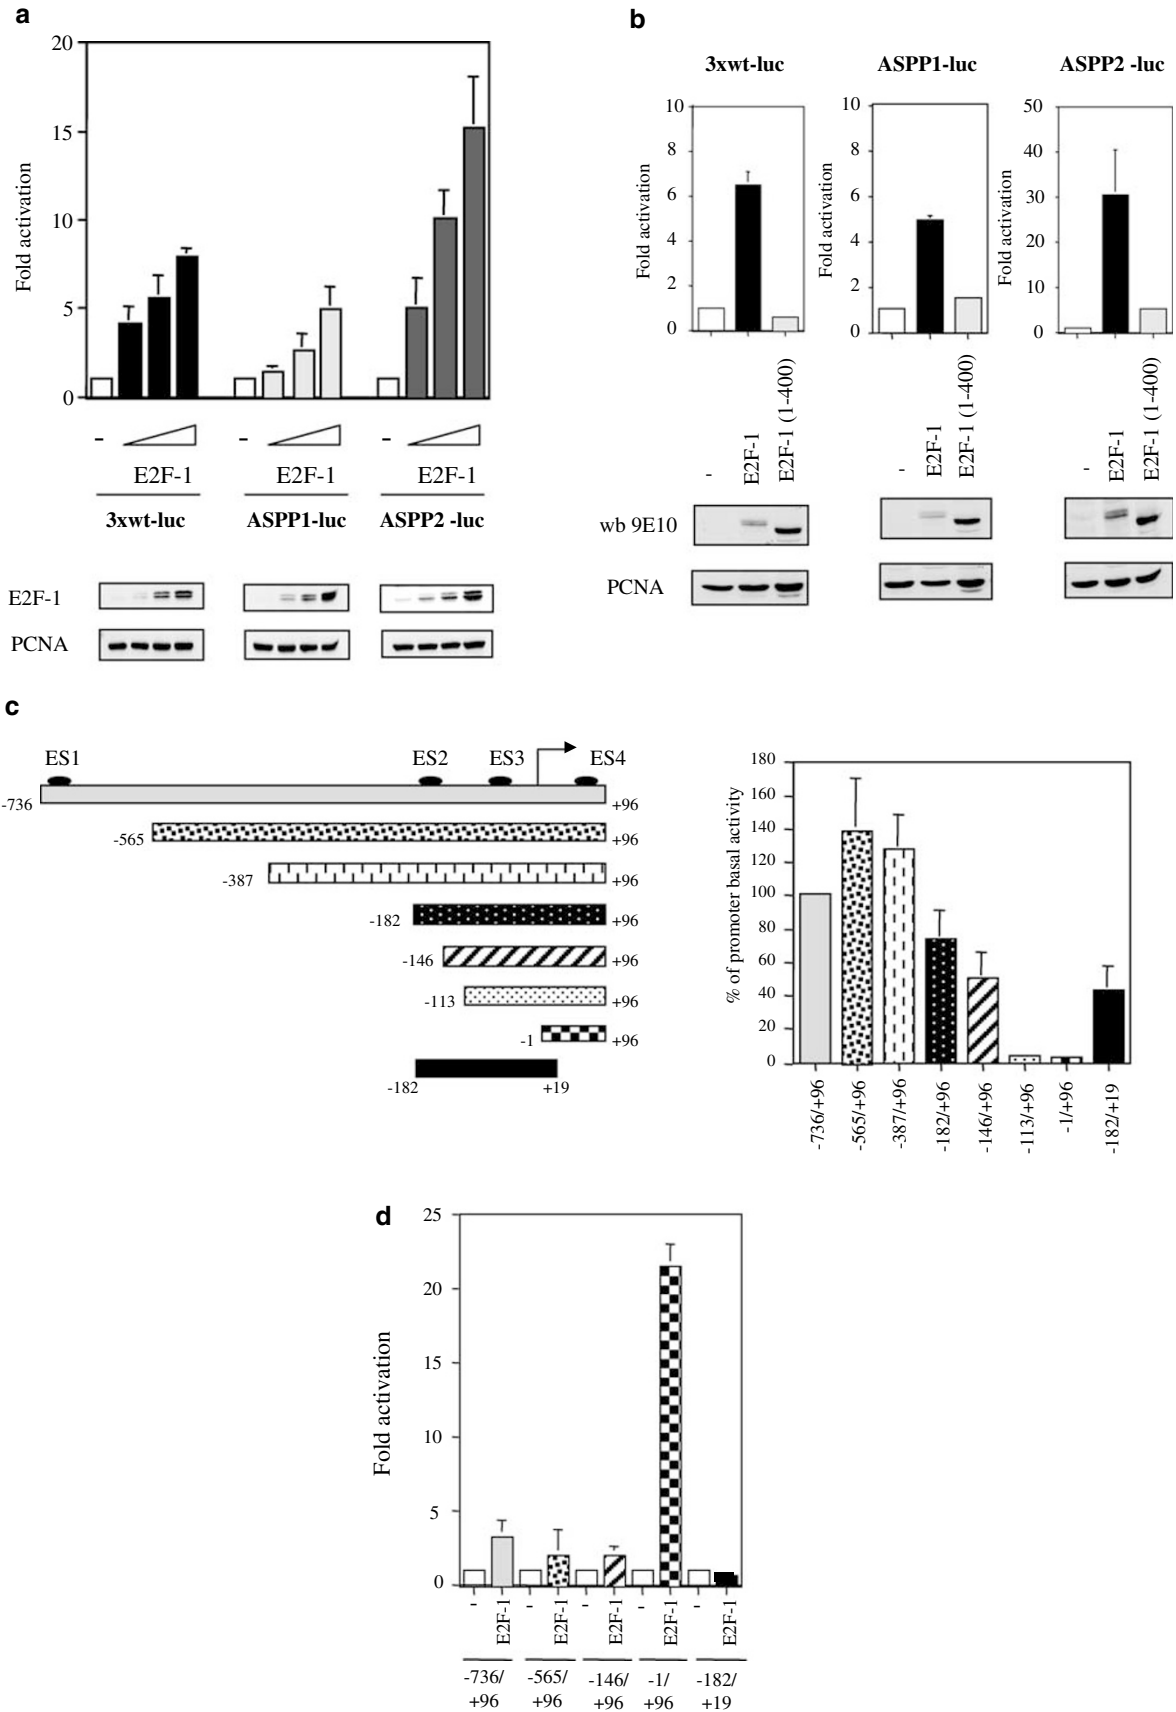 a
20
15
10
5
0
Fold activation
- E2F-1 - E2F-1 - E2F-1
3xwt-luc ASPP1-luc ASPP2 -luc
E2F-1
PCNA
b
3xwt-luc ASPP1-luc ASPP2 -luc
10
8
6
4
2
0
Fold activation
10
8
6
4
2
0
Fold activation
50
40
30
20
10
0
Fold activation
- E2F-1 E2F-1 (1-400)
- E2F-1 E2F-1 (1-400)
- E2F-1 E2F-1 (1-400)
wb 9E10
PCNA
c
ES1 ES2 ES3 ES4
-736 +96
-565 +96
-387 +96
-182 +96
-146 +96
-113 +96
-1 +96
-182 +19
180
160
140
120
100
80
60
40
20
0
% of promoter basal activity
-736/+96 -565/+96 -387/+96 -182/+96 -146/+96 -113/+96 -1/+96 -182/+19
d
25
20
15
10
5
0
Fold activation
- E2F-1 - E2F-1 - E2F-1 - E2F-1 - E2F-1
-736/ -565/ -146/ -1/ -182/
+96 +96 +96 +96 +19